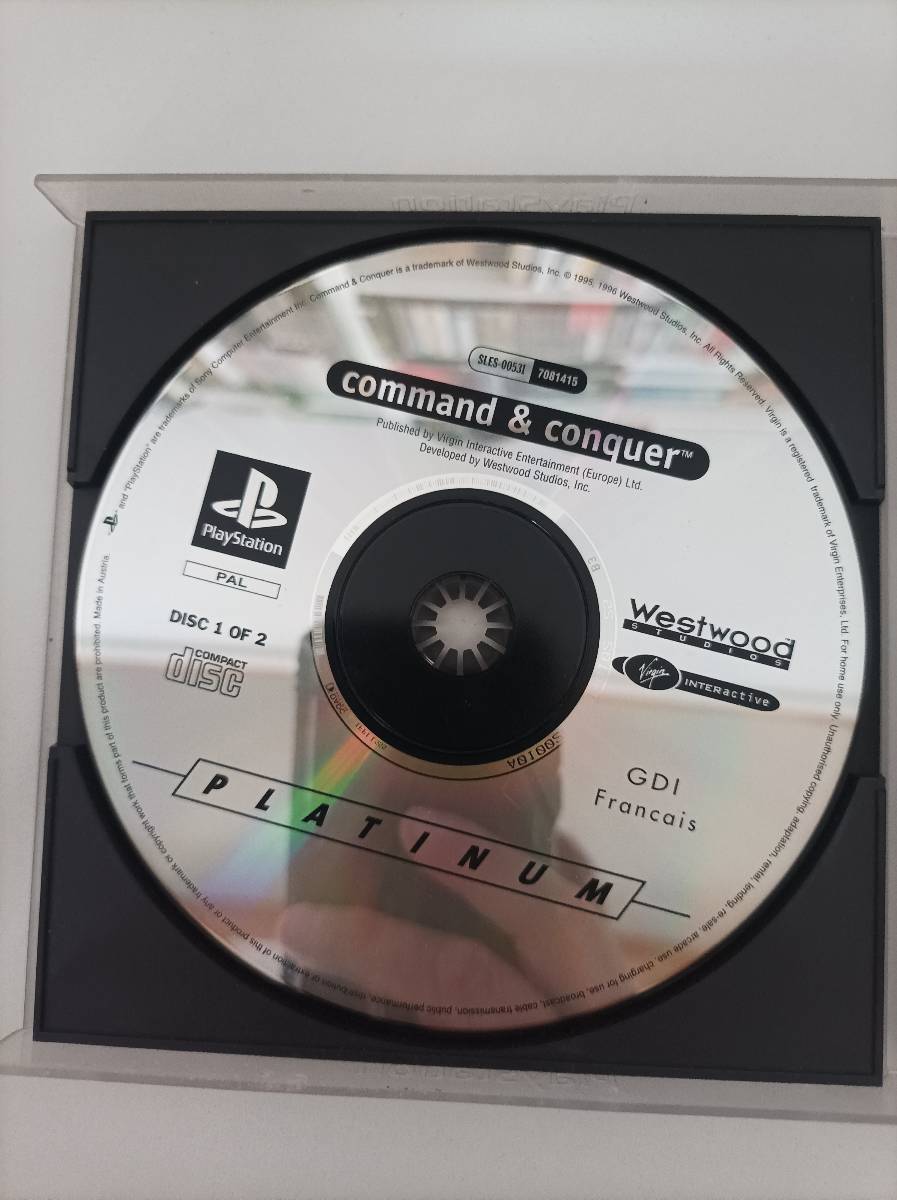 SLES-00531 7081415
command & conquer™
Published by Virgin Interactive Entertainment (Europe) Ltd.
Developed by Westwood Studios, Inc.
PlayStation
PAL
DISC 1 OF 2
COMPACT
disc
Westwood™
STUDIOS
Virgin INTERactive
GDI
Francais
PLATINUM
and "PlayStation" are trademarks of Sony Computer Entertainment Inc. Command & Conquer is a trademark of Westwood Studios, Inc. © 1995, 1996 Westwood Studios, Inc. All Rights Reserved. Virgin is a registered trademark of Virgin Enterprises, Ltd. For home use only. Unauthorised copying, adaptation, rental, lending, re-sale, arcade use, charging for use, broadcast, cable transmission, public performance, distribution or extraction of this product or any trademark or copyright work that forms part of this product are prohibited. Made in Austria.
PlayStation